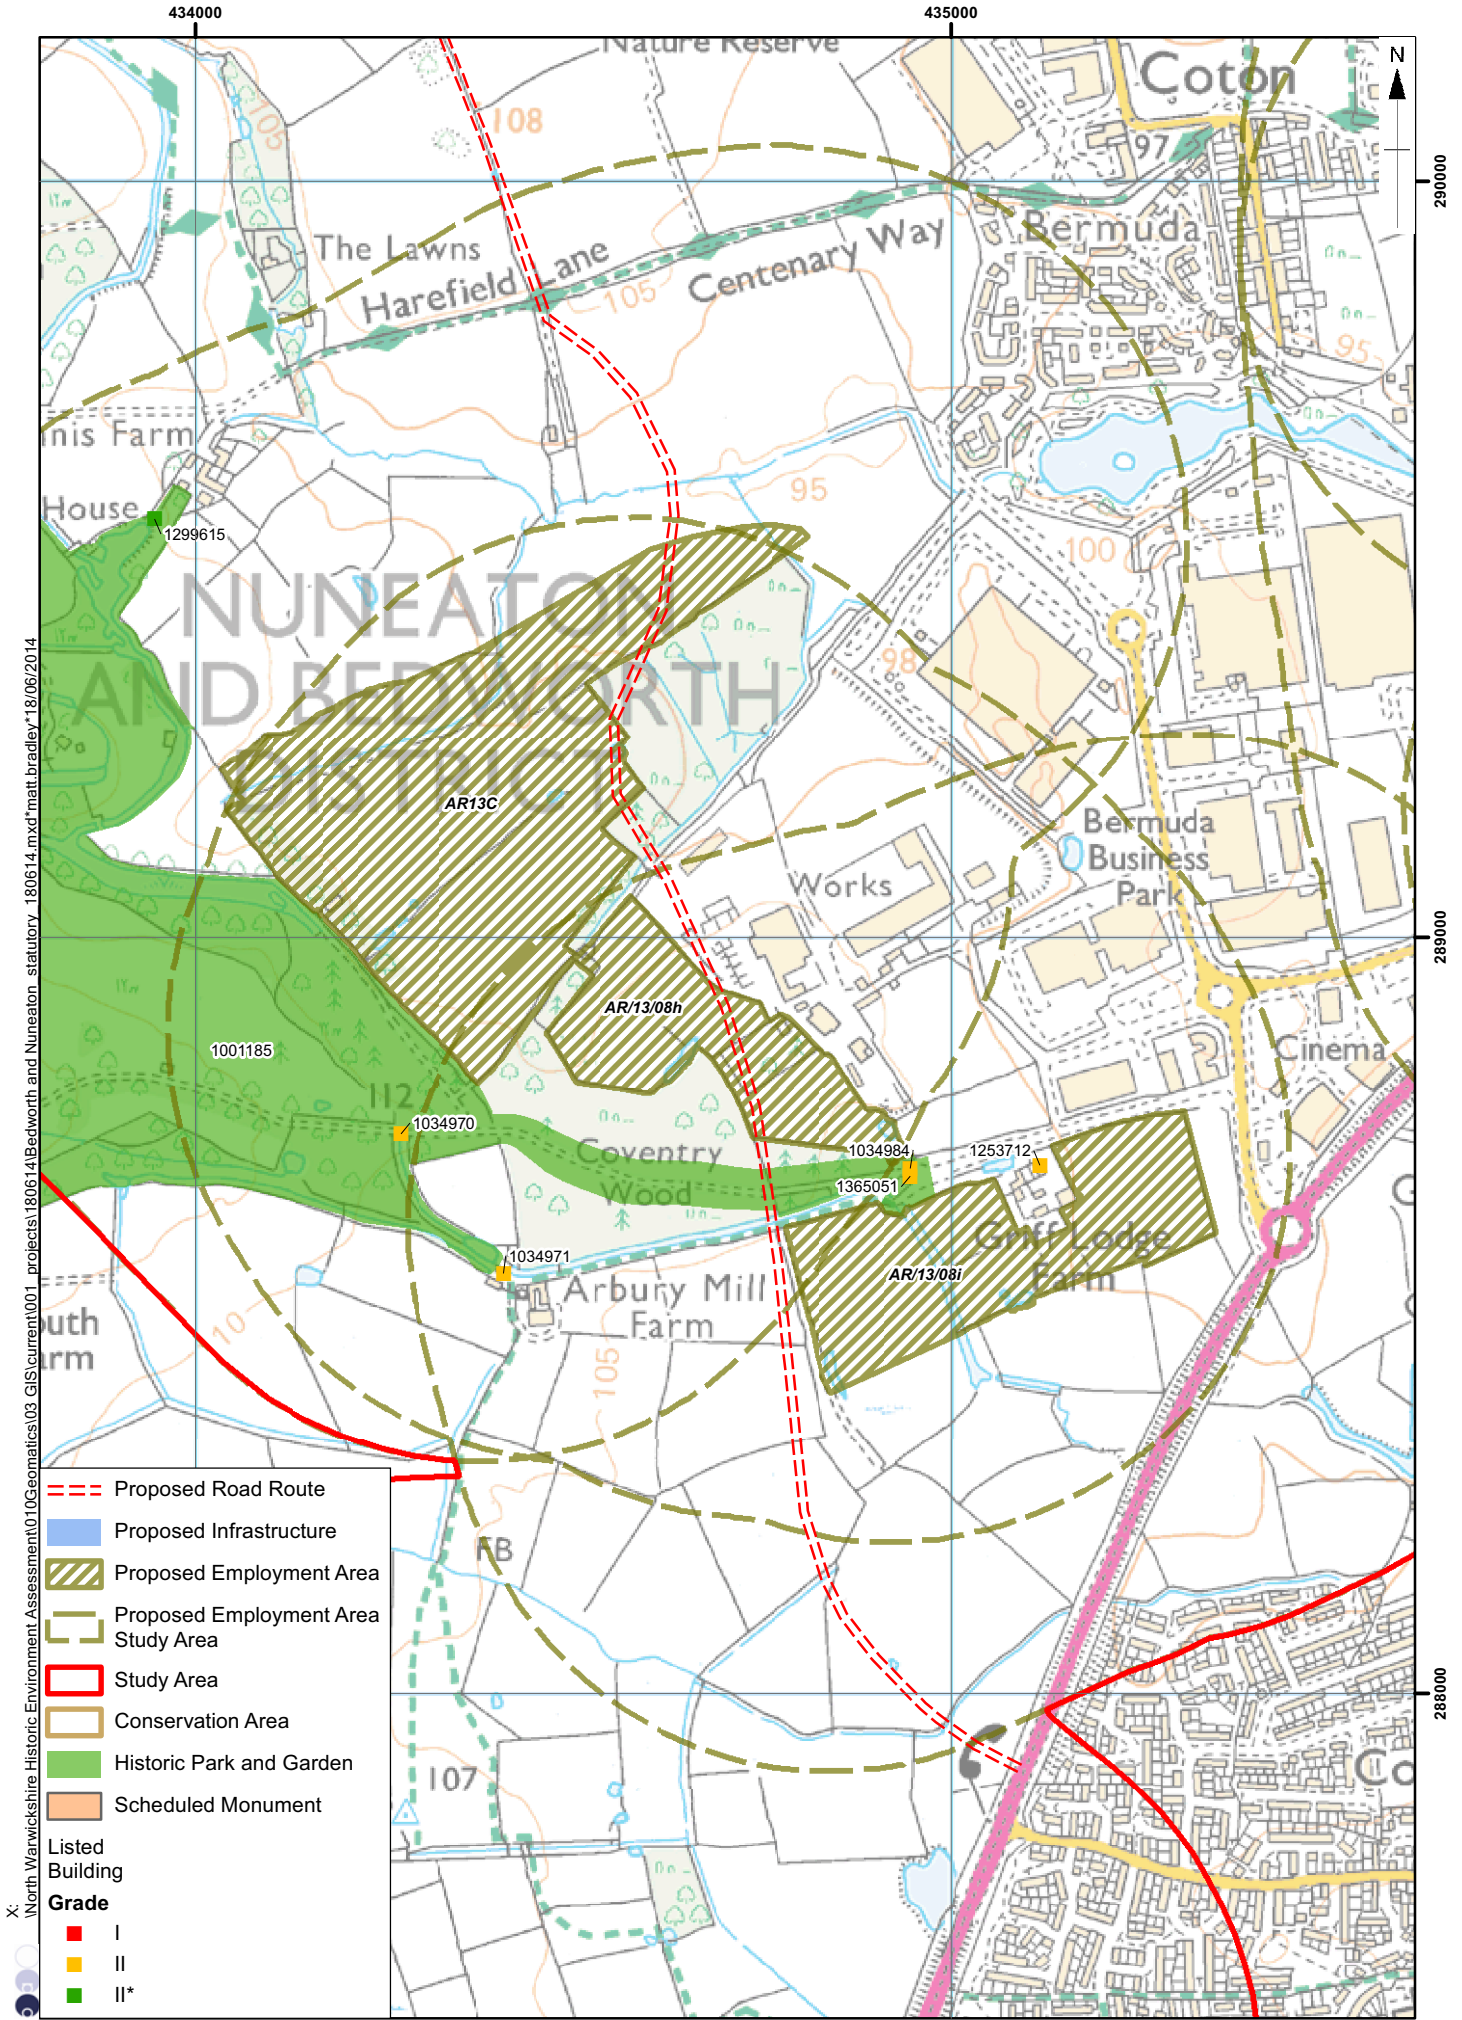 434000
435000
Nature Reserve
Coton
N
108
105
97
290000
The Lawns
Harefield Lane
Centenary Way
Bermuda
105
95
nis Farm
House
1299615
95
100
NUNEATON
AND BEDWORTH
DISTRICT
98
AR13C
Bermuda
Business
Park
Works
289000
AR/13/08h
1001185
112
1034970
Cinema
Coventry
Wood
1034984
1253712
1365051
1034971
Griff Lodge
Farm
AR/13/08i
Arbury Mill
Farm
outh
arm
10
105
G
FB
288000
107
Co
Proposed Road Route
Proposed Infrastructure
Proposed Employment Area
Proposed Employment Area
Study Area
Study Area
Conservation Area
Historic Park and Garden
Scheduled Monument
Listed
Building
Grade
I
II
II*
X:
\North Warwickshire Historic Environment Assessment\010Geomatics\03 GIS\current\001_projects\180614\Bedworth and Nuneaton_statutory_180614.mxd*matt.bradley*18/06/2014